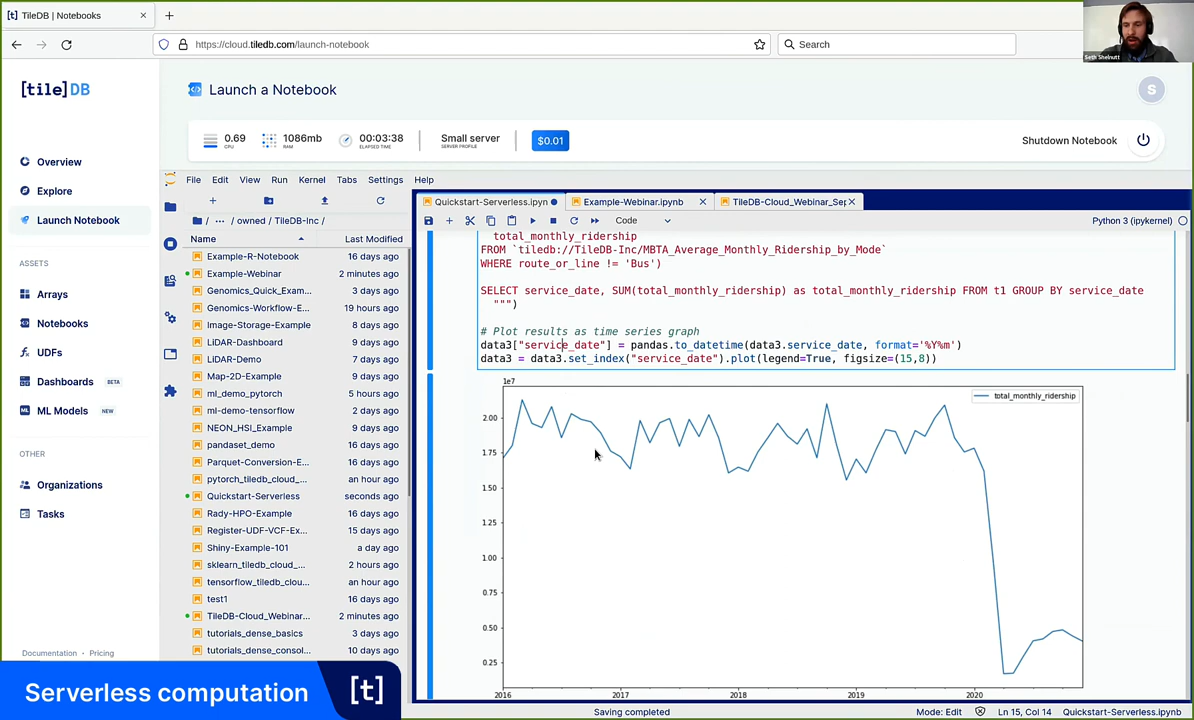 [t] TileDB | Notebooks
https://cloud.tiledb.com/launch-notebook
Search
Seth Shelnutt
[tile]DB
Launch a Notebook
S
0.69
CPU
1086mb
RAM
00:03:38
ELAPSED TIME
Small server
SERVER PROFILE
$0.01
Shutdown Notebook
Overview
Explore
Launch Notebook
ASSETS
Arrays
Notebooks
UDFs
Dashboards BETA
ML Models NEW
OTHER
Organizations
Tasks
Documentation - Pricing
File Edit View Run Kernel Tabs Settings Help
/ ··· / owned / TileDB-Inc /
Name Last Modified
Example-R-Notebook 16 days ago
Example-Webinar 2 minutes ago
Genomics_Quick_Exam... 3 days ago
Genomics-Workflow-E... 19 hours ago
Image-Storage-Example 8 days ago
LiDAR-Dashboard 9 days ago
LiDAR-Demo 7 days ago
Map-2D-Example 9 days ago
ml_demo_pytorch 5 hours ago
ml-demo-tensorflow 2 days ago
NEON_HSI_Example 9 days ago
pandaset_demo 16 days ago
Parquet-Conversion-E... 16 days ago
pytorch_tiledb_cloud_... an hour ago
Quickstart-Serverless seconds ago
Rady-HPO-Example 16 days ago
Register-UDF-VCF-Ex... 15 days ago
Shiny-Example-101 a day ago
sklearn_tiledb_cloud_... 2 hours ago
tensorflow_tiledb_clou... an hour ago
test1 16 days ago
TileDB-Cloud_Webinar... 2 minutes ago
tutorials_dense_basics 3 days ago
tutorials_dense_consol... 10 days ago
Quickstart-Serverless.ipyn
Example-Webinar.ipynb
TileDB-Cloud_Webinar_Sep
Code
Python 3 (ipykernel)
total_monthly_ridership
FROM `tiledb://TileDB-Inc/MBTA_Average_Monthly_Ridership_by_Mode`
WHERE route_or_line != 'Bus')
SELECT service_date, SUM(total_monthly_ridership) as total_monthly_ridership FROM t1 GROUP BY service_date
""")
# Plot results as time series graph
data3["service_date"] = pandas.to_datetime(data3.service_date, format='%Y%m')
data3 = data3.set_index("service_date").plot(legend=True, figsize=(15,8))
1e7
total_monthly_ridership
2.00
1.75
1.50
1.25
1.00
0.75
0.50
0.25
2016 2017 2018 2019 2020
Saving completed
Mode: Edit
Ln 15, Col 14
Quickstart-Serverless.ipynb
Serverless computation
[t]